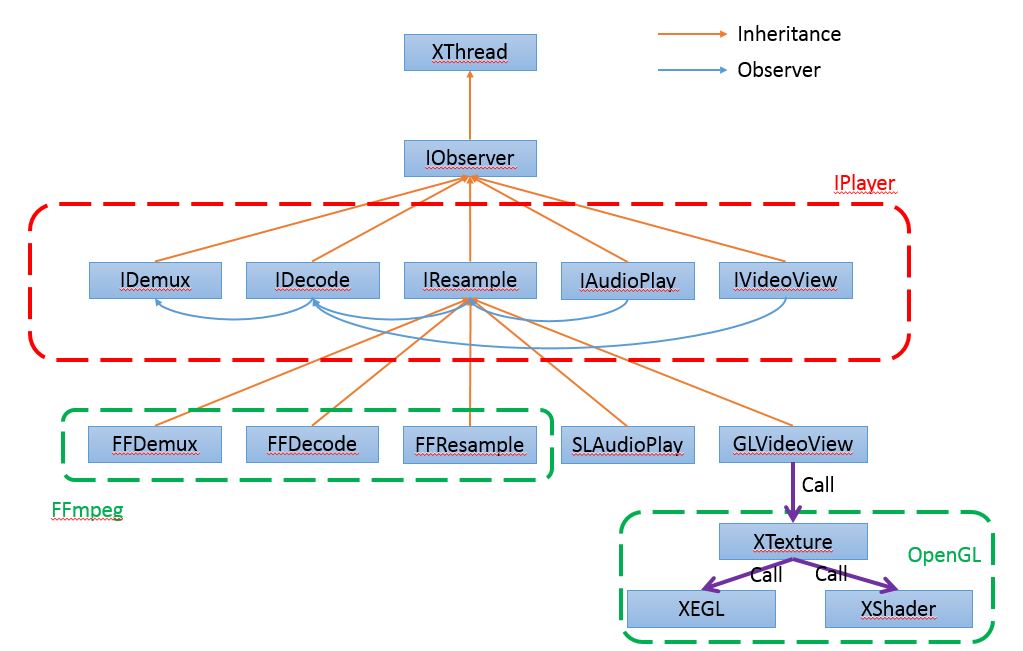 XThread
Inheritance
Observer
IObserver
IPlayer
IDemux
IDecode
IResample
IAudioPlay
IVideoView
FFDemux
FFDecode
FFResample
SLAudioPlay
GLVideoView
Call
FFmpeg
XTexture
OpenGL
Call
Call
XEGL
XShader